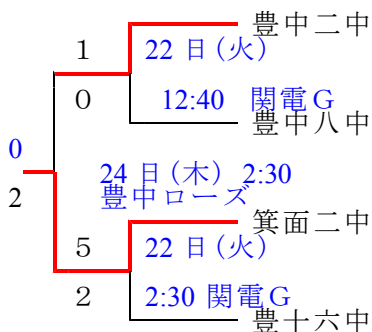 豊中二中
1 22 日(火)
0 12:40 関電G
豊中八中
0
24 日(木) 2:30
2 豊中ローズ
箕面二中
5 22 日(火)
2 2:30 関電G
豊十六中